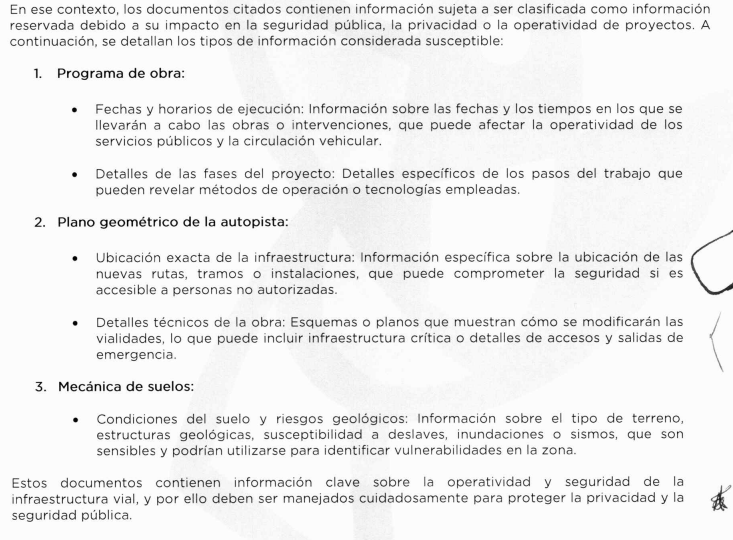 En ese contexto, los documentos citados contienen información sujeta a ser clasificada como información
reservada debido a su impacto en la seguridad pública, la privacidad o la operatividad de proyectos. A
continuación, se detallan los tipos de información considerada susceptible:
1. Programa de obra:
• Fechas y horarios de ejecución: Información sobre las fechas y los tiempos en los que se
llevarán a cabo las obras o intervenciones, que puede afectar la operatividad de los
servicios públicos y la circulación vehicular.
• Detalles de las fases del proyecto: Detalles específicos de los pasos del trabajo que
pueden revelar métodos de operación o tecnologías empleadas.
2. Plano geométrico de la autopista:
• Ubicación exacta de la infraestructura: Información específica sobre la ubicación de las
nuevas rutas, tramos o instalaciones, que puede comprometer la seguridad si es
accesible a personas no autorizadas.
• Detalles técnicos de la obra: Esquemas o planos que muestran cómo se modificarán las
vialidades, lo que puede incluir infraestructura crítica o detalles de accesos y salidas de
emergencia.
3. Mecánica de suelos:
• Condiciones del suelo y riesgos geológicos: Información sobre el tipo de terreno,
estructuras geológicas, susceptibilidad a deslaves, inundaciones o sismos, que son
sensibles y podrían utilizarse para identificar vulnerabilidades en la zona.
Estos documentos contienen información clave sobre la operatividad y seguridad de la
infraestructura vial, y por ello deben ser manejados cuidadosamente para proteger la privacidad y la
seguridad pública.